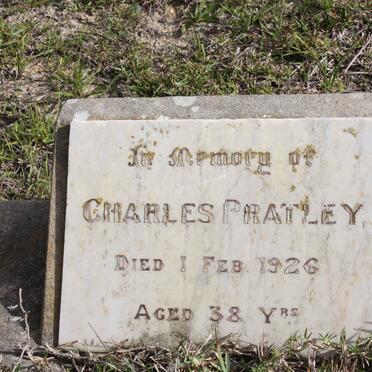 In Memory of
CHARLES PRATLEY,
DIED 1 FEB. 1926
AGED 38 YRS